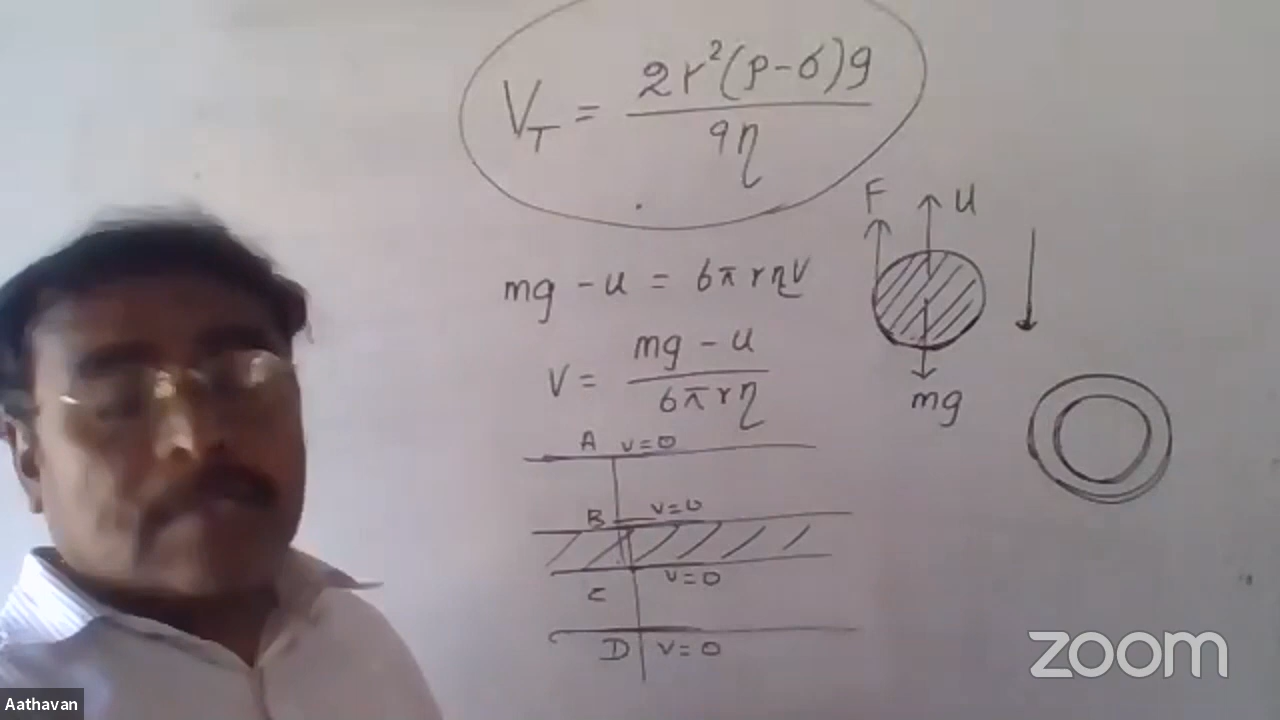 V_T = 2r²(ρ-σ)g / 9η
F
u
mg - u = 6πrηV
V = mg - u / 6πrη
mg
A v=0
B v=0
C v=0
D v=0
zoom
Aathavan